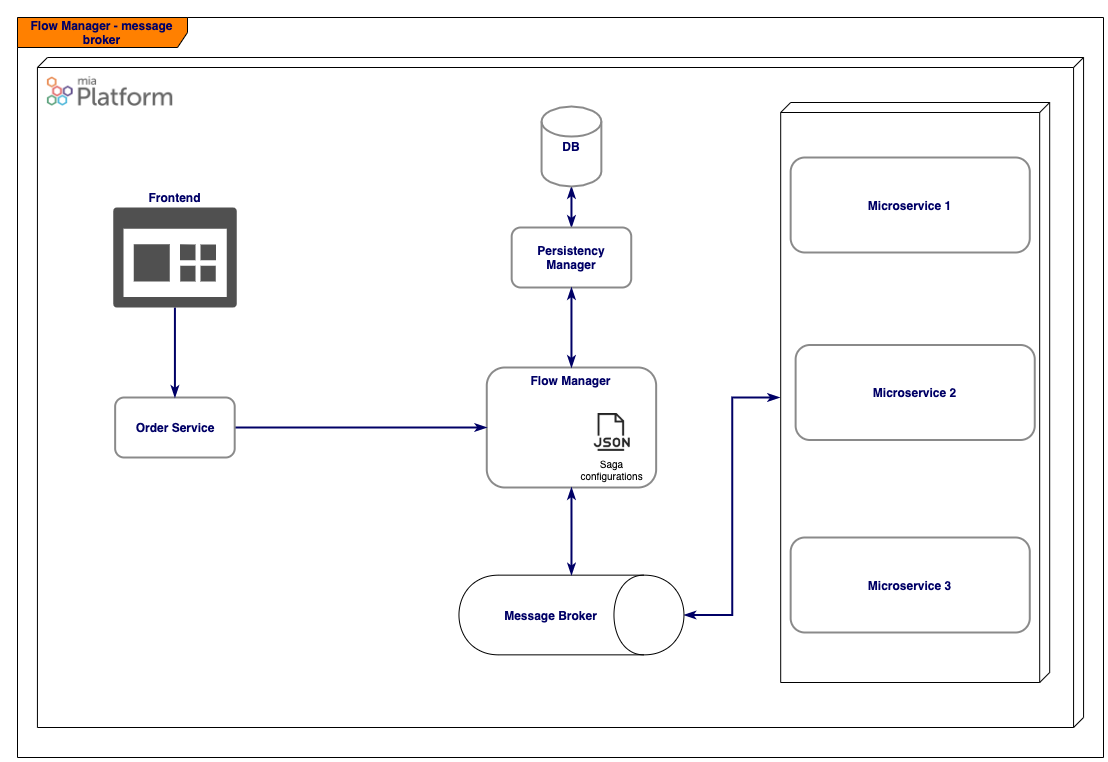 Flow Manager - message
broker
mia
Platform
DB
Frontend
Persistency
Manager
Microservice 1
Flow Manager
Microservice 2
Order Service
JSON
Saga
configurations
Message Broker
Microservice 3